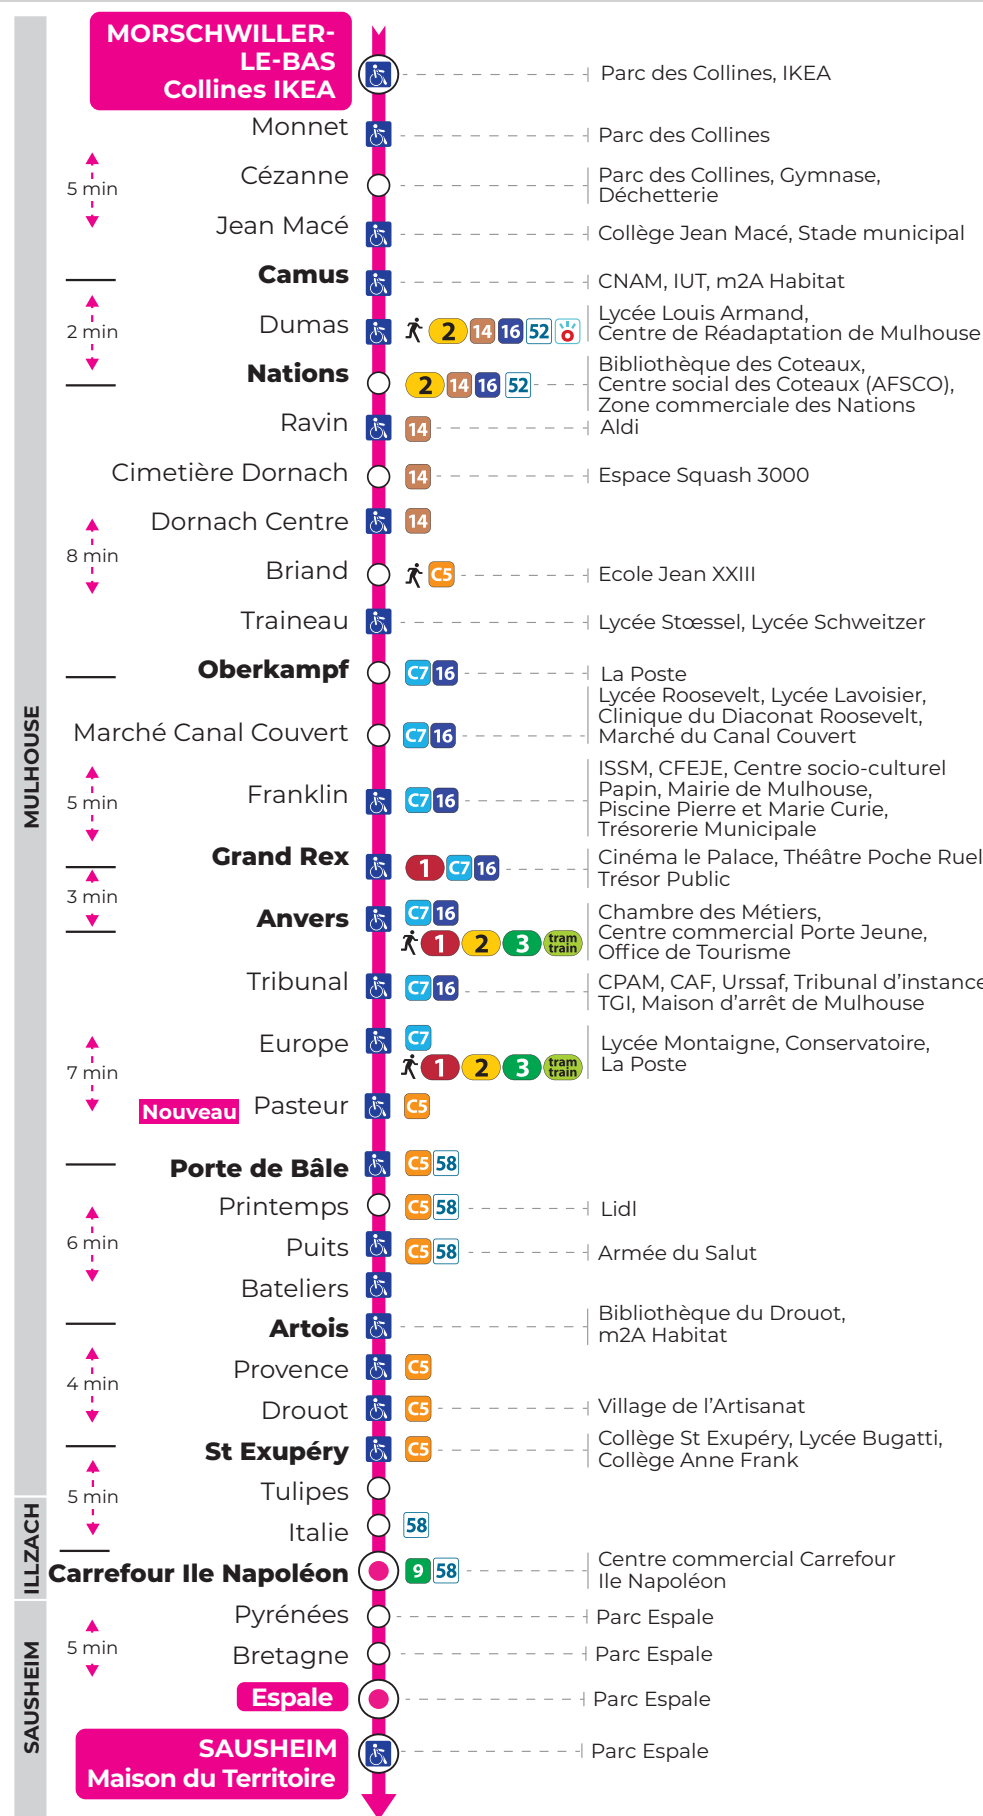 MORSCHWILLER-
LE-BAS
Collines IKEA
Parc des Collines, IKEA
Monnet
Parc des Collines
5 min
Cézanne
Parc des Collines, Gymnase,
Déchetterie
Jean Macé
Collège Jean Macé, Stade municipal
Camus
CNAM, IUT, m2A Habitat
2 min
Dumas
2 14 16 52
Lycée Louis Armand,
Centre de Réadaptation de Mulhouse
Nations
2 14 16 52
Bibliothèque des Coteaux,
Centre social des Coteaux (AFSCO),
Zone commerciale des Nations
Ravin
14
Aldi
Cimetière Dornach
14
Espace Squash 3000
Dornach Centre
14
8 min
Briand
C5
Ecole Jean XXIII
Traineau
Lycée Stœssel, Lycée Schweitzer
Oberkampf
C7 16
La Poste
MULHOUSE
Marché Canal Couvert
C7 16
Lycée Roosevelt, Lycée Lavoisier,
Clinique du Diaconat Roosevelt,
Marché du Canal Couvert
5 min
Franklin
C7 16
ISSM, CFEJE, Centre socio-culturel
Papin, Mairie de Mulhouse,
Piscine Pierre et Marie Curie,
Trésorerie Municipale
Grand Rex
1 C7 16
Cinéma le Palace, Théâtre Poche Ruel
Trésor Public
3 min
Anvers
C7 16
1 2 3 tram train
Chambre des Métiers,
Centre commercial Porte Jeune,
Office de Tourisme
Tribunal
C7 16
CPAM, CAF, Urssaf, Tribunal d'instance
TGI, Maison d'arrêt de Mulhouse
7 min
Europe
C7
1 2 3 tram train
Lycée Montaigne, Conservatoire,
La Poste
Nouveau Pasteur
C5
Porte de Bâle
C5 58
Printemps
C5 58
Lidl
6 min
Puits
C5 58
Armée du Salut
Bateliers
Artois
Bibliothèque du Drouot,
m2A Habitat
4 min
Provence
C5
Drouot
C5
Village de l'Artisanat
St Exupéry
C5
Collège St Exupéry, Lycée Bugatti,
Collège Anne Frank
5 min
Tulipes
ILLZACH
Italie
58
Carrefour Ile Napoléon
9 58
Centre commercial Carrefour
Ile Napoléon
SAUSHEIM
Pyrénées
Parc Espale
5 min
Bretagne
Parc Espale
Espale
Parc Espale
SAUSHEIM
Maison du Territoire
Parc Espale